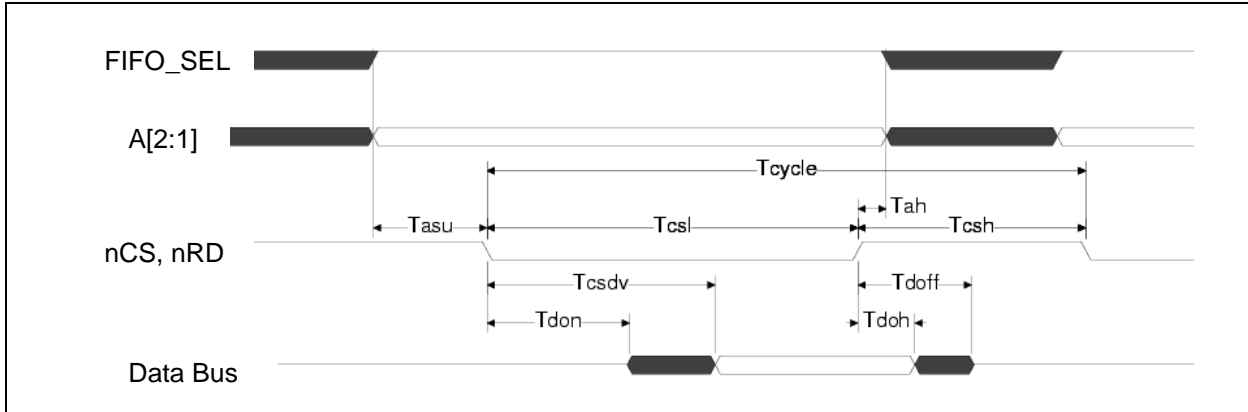 FIFO_SEL
A[2:1]
Tcycle
Tah
Tasu
Tcsl
Tcsh
nCS, nRD
Tcsdv
Tdoff
Tdon
Tdoh
Data Bus